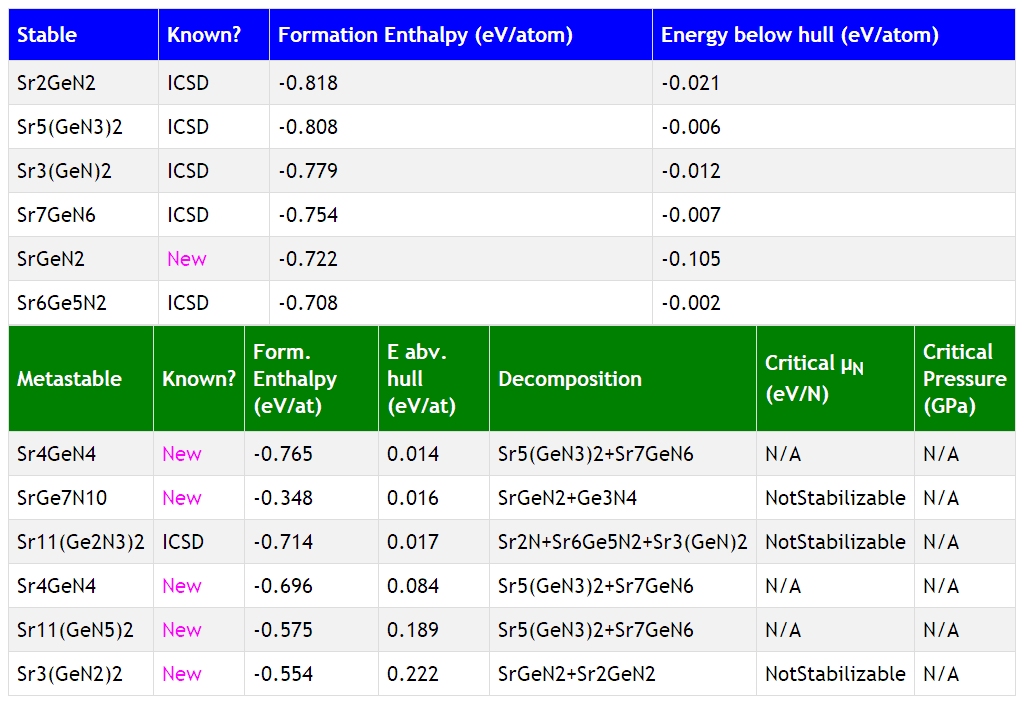 Stable Known? Formation Enthalpy (eV/atom) Energy below hull (eV/atom)
Sr2GeN2 ICSD -0.818 -0.021
Sr5(GeN3)2 ICSD -0.808 -0.006
Sr3(GeN)2 ICSD -0.779 -0.012
Sr7GeN6 ICSD -0.754 -0.007
SrGeN2 New -0.722 -0.105
Sr6Ge5N2 ICSD -0.708 -0.002
Metastable Known? Form. Enthalpy (eV/at) E abv. hull (eV/at) Decomposition Critical μN (eV/N) Critical Pressure (GPa)
Sr4GeN4 New -0.765 0.014 Sr5(GeN3)2+Sr7GeN6 N/A N/A
SrGe7N10 New -0.348 0.016 SrGeN2+Ge3N4 NotStabilizable N/A
Sr11(Ge2N3)2 ICSD -0.714 0.017 Sr2N+Sr6Ge5N2+Sr3(GeN)2 NotStabilizable N/A
Sr4GeN4 New -0.696 0.084 Sr5(GeN3)2+Sr7GeN6 N/A N/A
Sr11(GeN5)2 New -0.575 0.189 Sr5(GeN3)2+Sr7GeN6 N/A N/A
Sr3(GeN2)2 New -0.554 0.222 SrGeN2+Sr2GeN2 NotStabilizable N/A